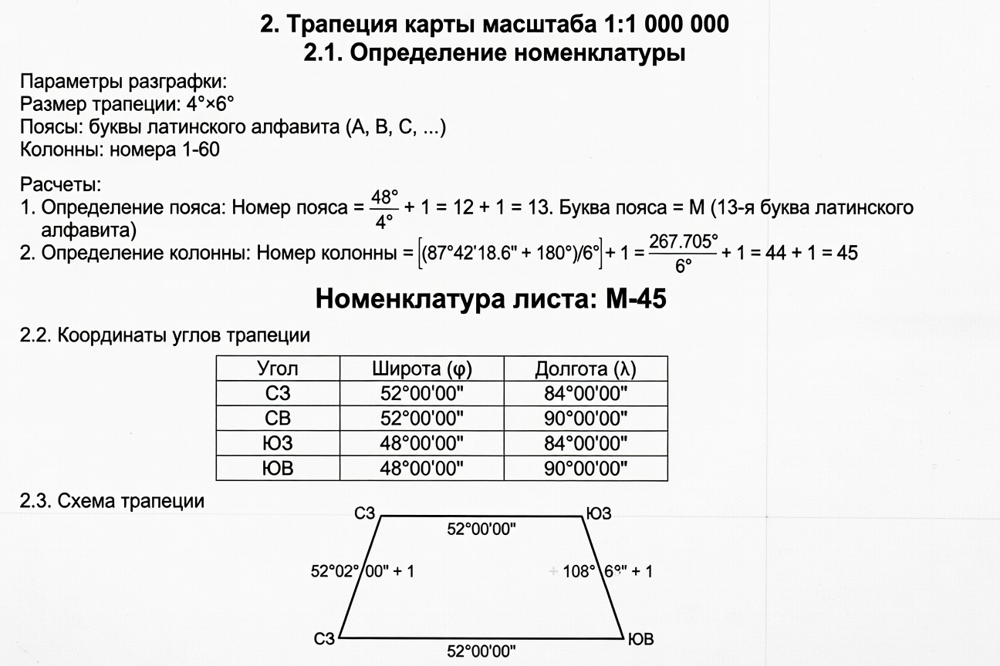 2. Трапеция карты масштаба 1:1 000 000
2.1. Определение номенклатуры
Параметры разграфки:
Размер трапеции: 4°×6°
Поясы: буквы латинского алфавита (A, B, C, ...)
Колонны: номера 1-60
Расчеты:
1. Определение пояса: Номер пояса = 48°/4° + 1 = 12 + 1 = 13. Буква пояса = M (13-я буква латинского
алфавита)
2. Определение колонны: Номер колонны = [(87°42'18.6" + 180°)/6°] + 1 = 267.705°/6° + 1 = 44 + 1 = 45
Номенклатура листа: М-45
2.2. Координаты углов трапеции
Угол Широта (φ) Долгота (λ)
СЗ 52°00'00" 84°00'00"
СВ 52°00'00" 90°00'00"
ЮЗ 48°00'00" 84°00'00"
ЮВ 48°00'00" 90°00'00"
2.3. Схема трапеции
СЗ ЮЗ
52°00'00"
52°02° 00" + 1 + 108° 6°" + 1
СЗ ЮВ
52°00'00"